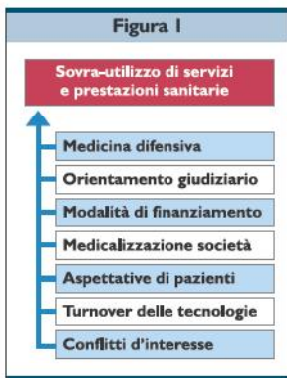 Figura 1
Sovra-utilizzo di servizi
e prestazioni sanitarie
Medicina difensiva
Orientamento giudiziario
Modalità di finanziamento
Medicalizzazione società
Aspettative di pazienti
Turnover delle tecnologie
Conflitti d'interesse